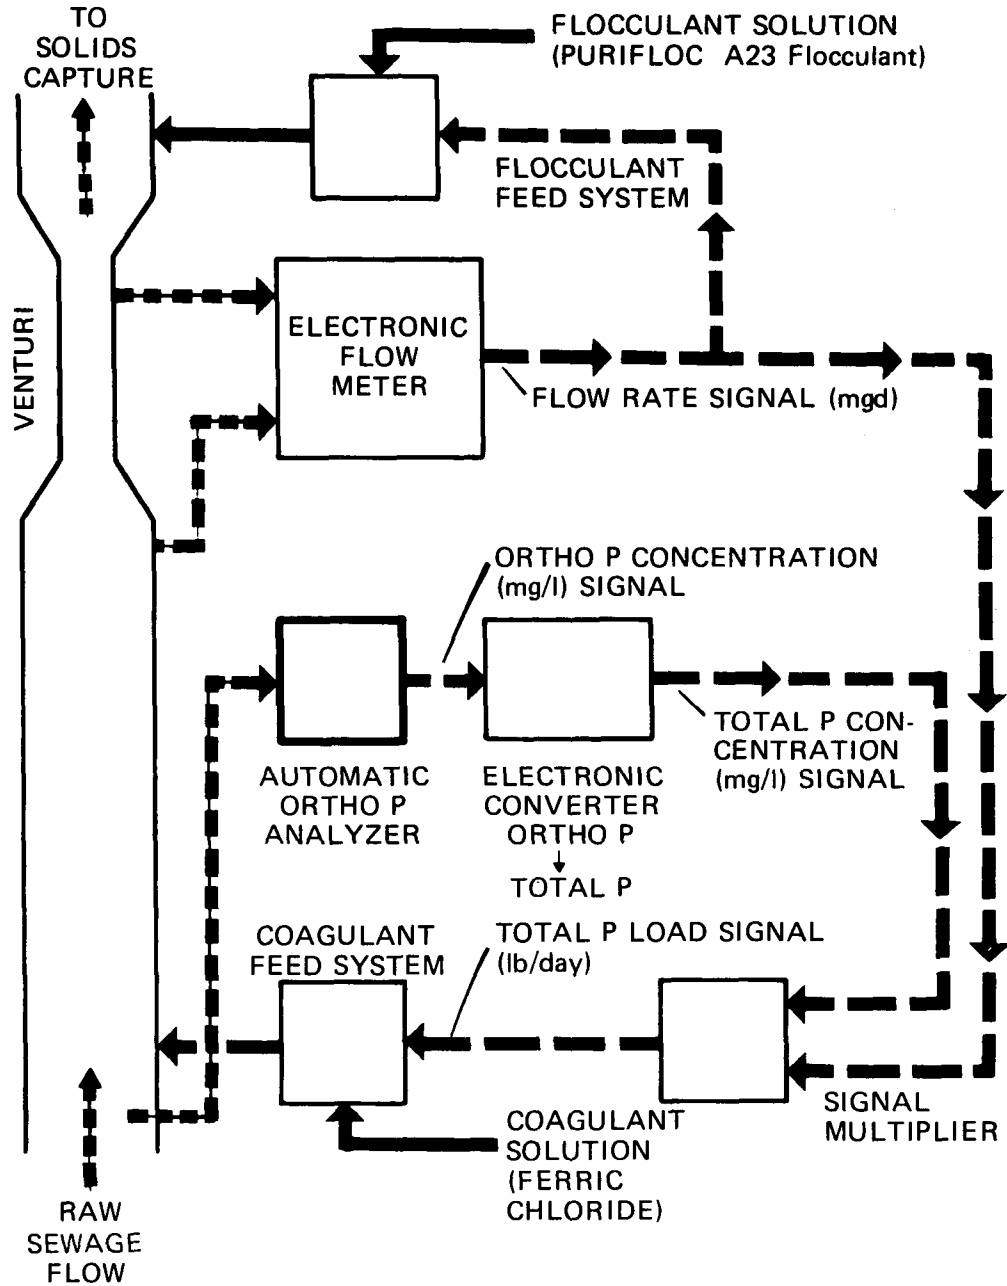 TO
SOLIDS
CAPTURE
FLOCCULANT SOLUTION
(PURIFLOC A23 Flocculant)
FLOCCULANT
FEED SYSTEM
VENTURI
ELECTRONIC
FLOW
METER
FLOW RATE SIGNAL (mgd)
ORTHO P CONCENTRATION
(mg/l) SIGNAL
TOTAL P CON-
CENTRATION
(mg/l) SIGNAL
AUTOMATIC
ORTHO P
ANALYZER
ELECTRONIC
CONVERTER
ORTHO P
↓
TOTAL P
COAGULANT
FEED SYSTEM
TOTAL P LOAD SIGNAL
(lb/day)
SIGNAL
MULTIPLIER
COAGULANT
SOLUTION
(FERRIC
CHLORIDE)
RAW
SEWAGE
FLOW